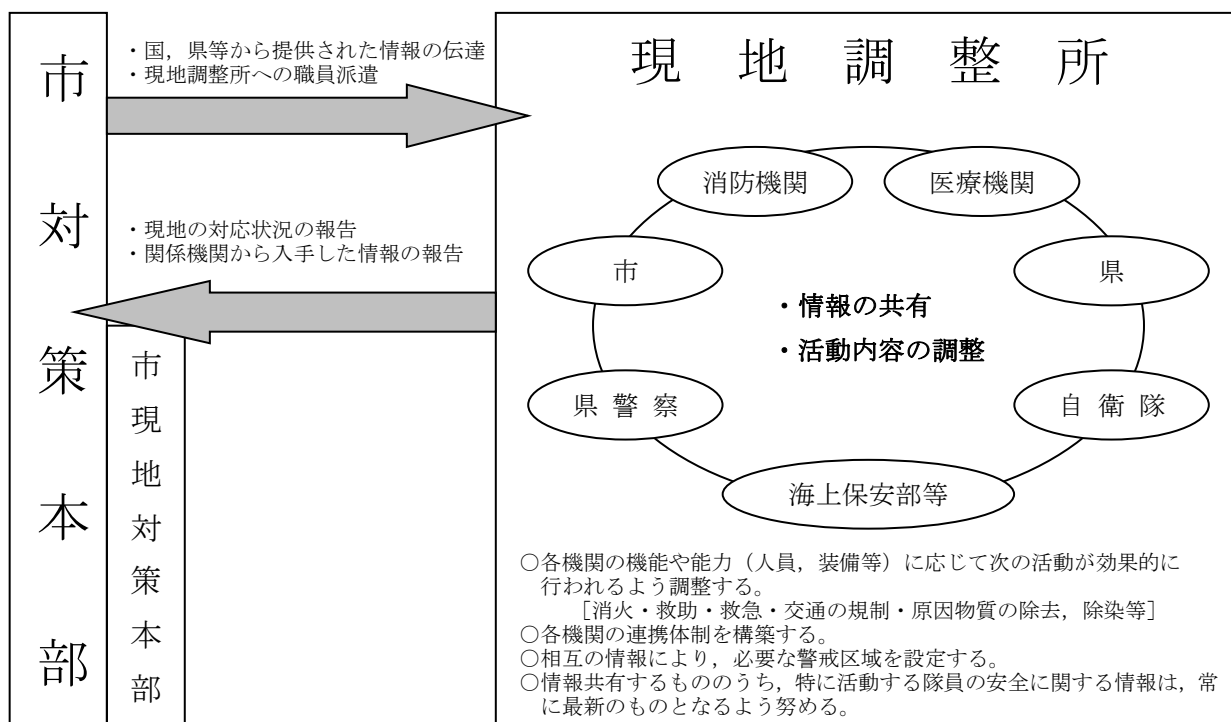 市対策本部
・国，県等から提供された情報の伝達
・現地調整所への職員派遣
・現地の対応状況の報告
・関係機関から入手した情報の報告
市現地対策本部
現地調整所
消防機関
医療機関
市
県
・情報の共有
・活動内容の調整
県警察
自衛隊
海上保安部等
○各機関の機能や能力（人員，装備等）に応じて次の活動が効果的に
行われるよう調整する。
［消火・救助・救急・交通の規制・原因物質の除去，除染等］
○各機関の連携体制を構築する。
○相互の情報により，必要な警戒区域を設定する。
○情報共有するもののうち，特に活動する隊員の安全に関する情報は，常
に最新のものとなるよう努める。